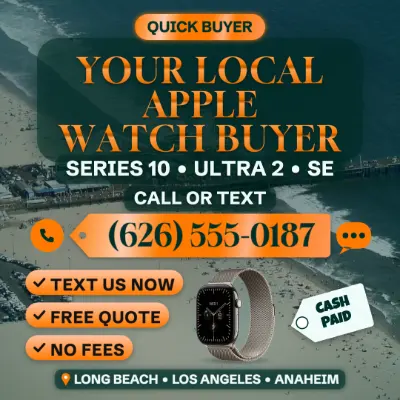 QUICK BUYER
YOUR LOCAL
APPLE
WATCH BUYER
SERIES 10 • ULTRA 2 • SE
CALL OR TEXT
(626) 555-0187
TEXT US NOW
FREE QUOTE
NO FEES
CASH
PAID
LONG BEACH • LOS ANGELES • ANAHEIM